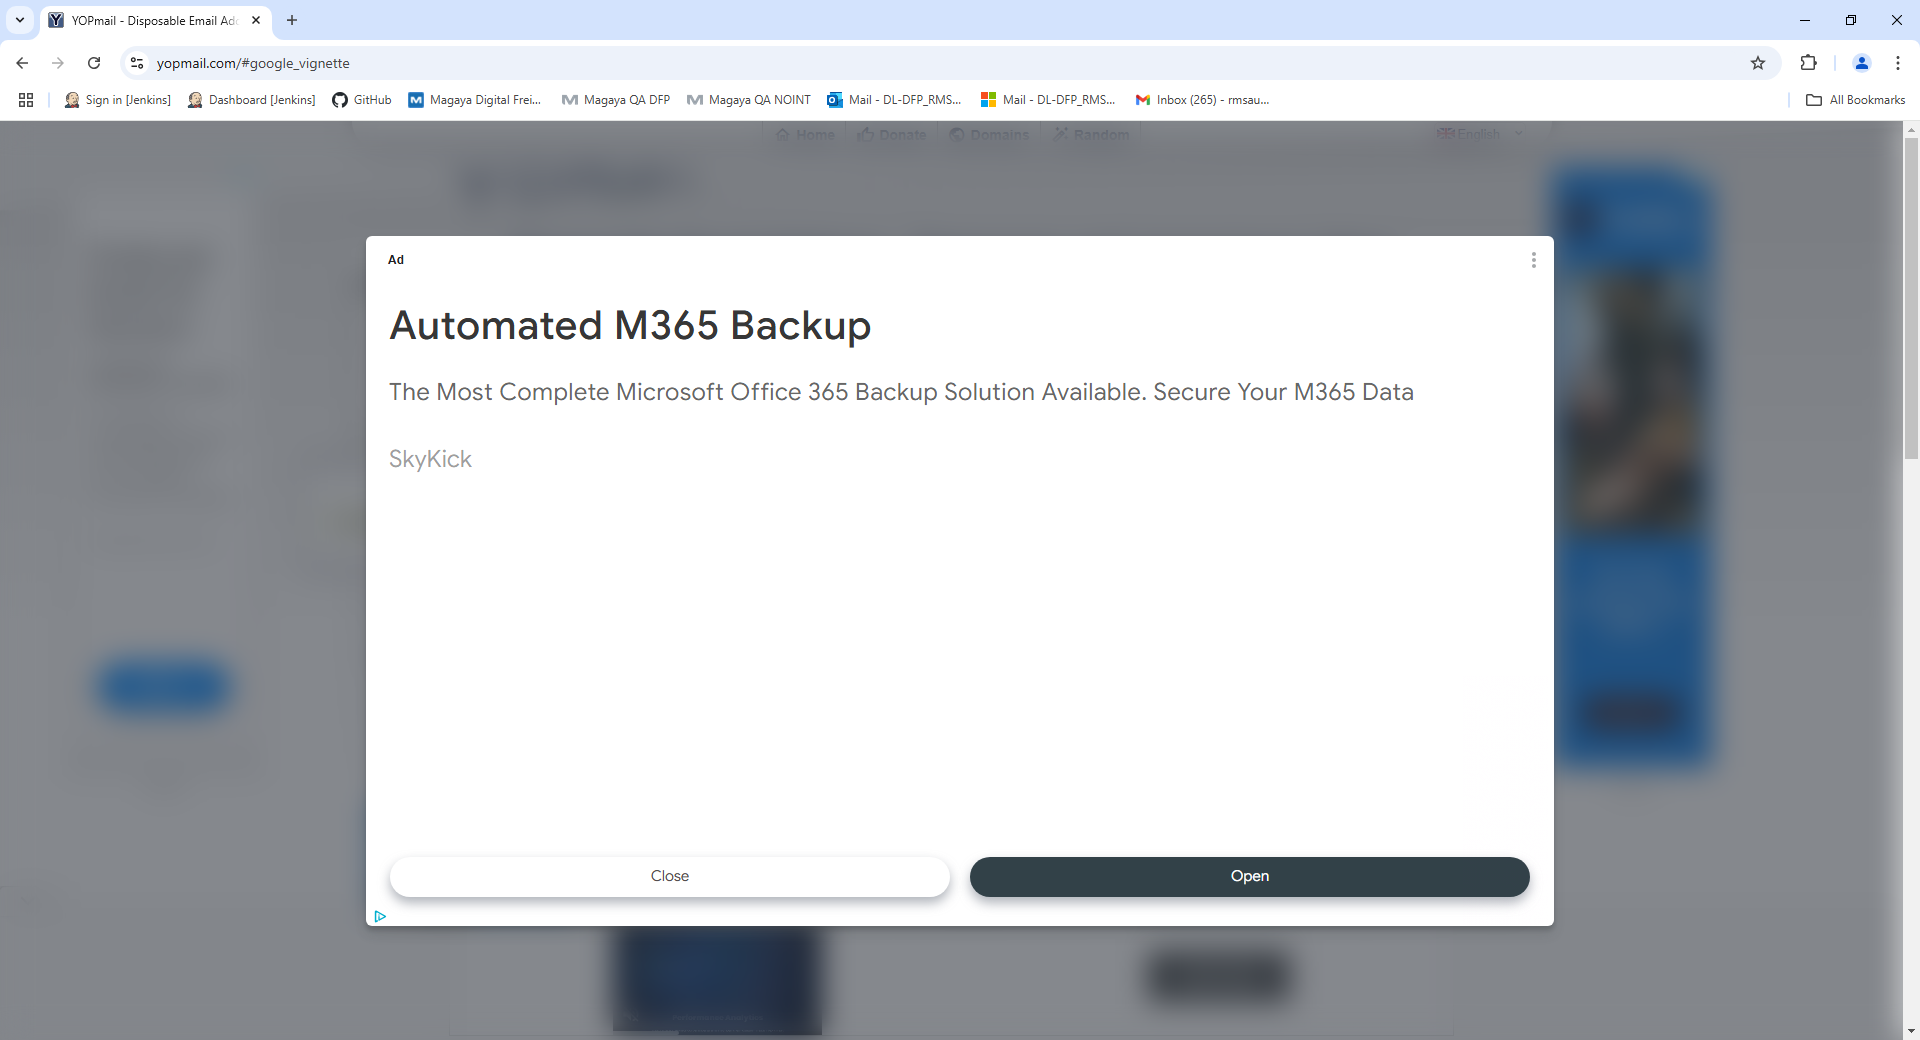 YOPmail - Disposable Email Add
yopmail.com/#google_vignette
Sign in [Jenkins]
Dashboard [Jenkins]
GitHub
Magaya Digital Frei...
Magaya QA DFP
Magaya QA NOINT
Mail - DL-DFP_RMS...
Mail - DL-DFP_RMS...
Inbox (265) - rmsau...
All Bookmarks
Home
Donate
Domains
Random
English
Ad
Automated M365 Backup
The Most Complete Microsoft Office 365 Backup Solution Available. Secure Your M365 Data
SkyKick
Close
Open